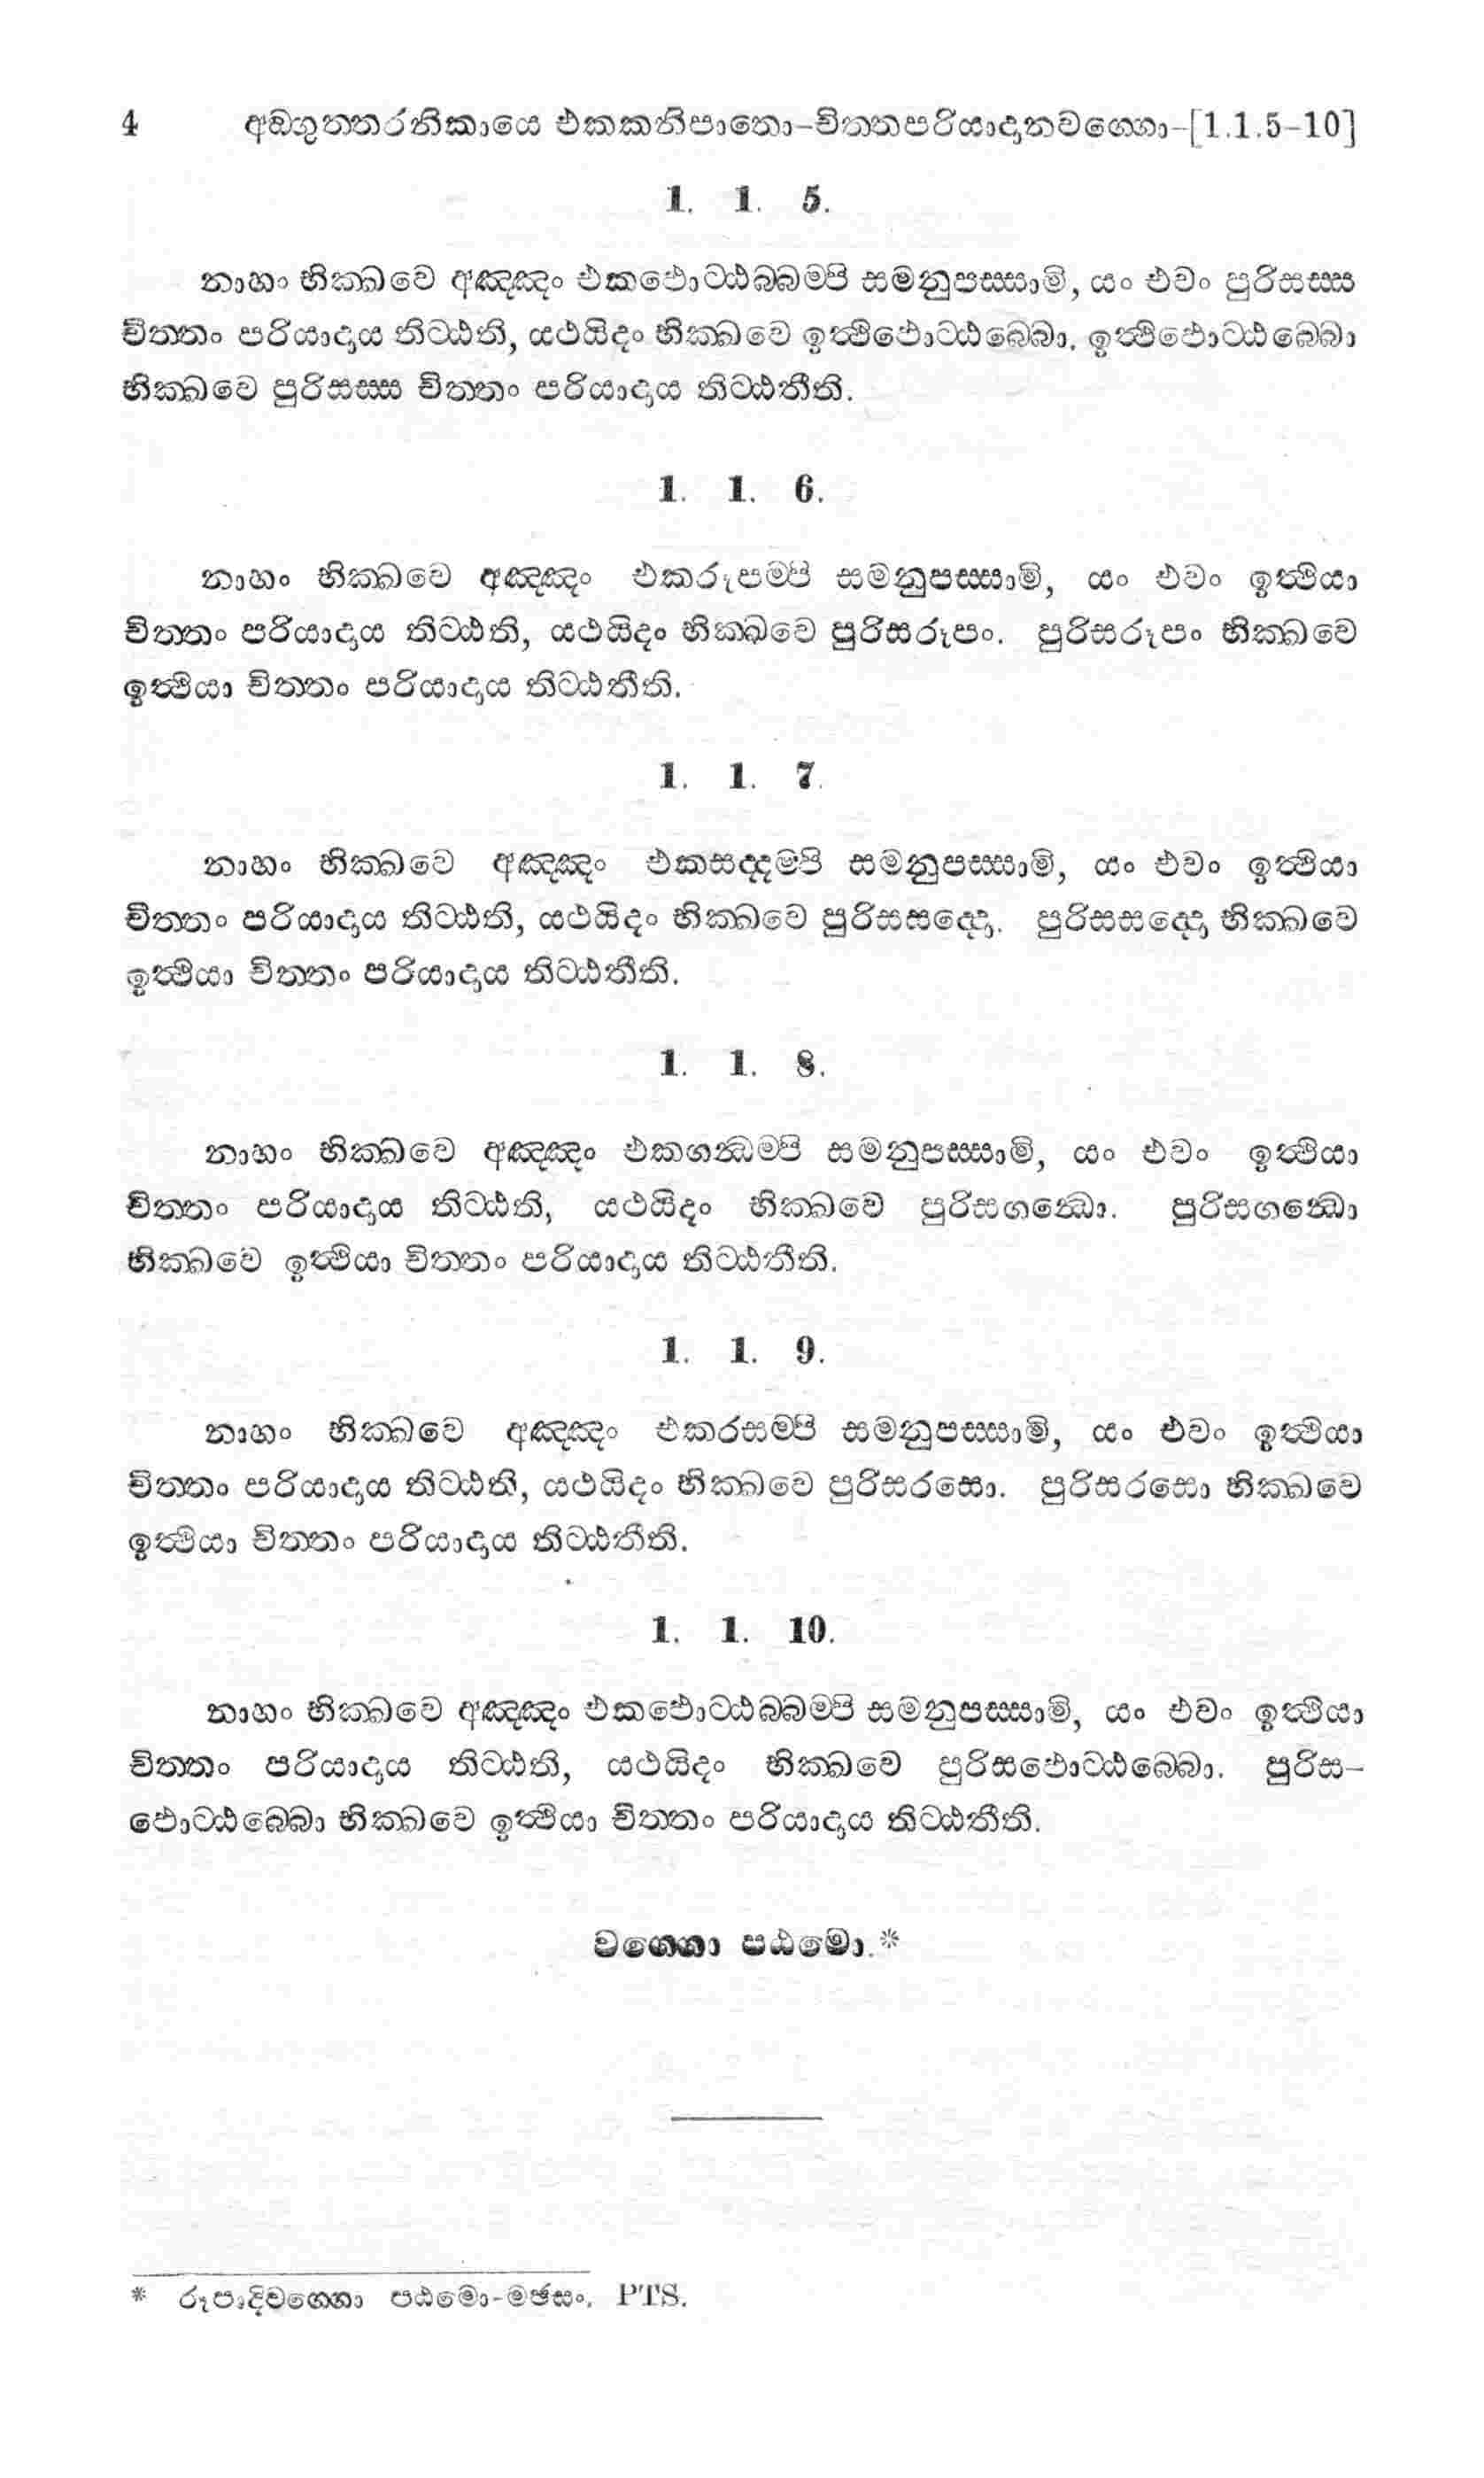 4 අඞ්ගුත්තරනිකායෙ එකකනිපාතො-චිත්තපරියාදානවග්ගො-[1.1.5-10]
1. 1. 5.
නාහං භික්ඛවෙ අඤ්ඤං එකඵොට්ඨබ්බම්පි සමනුපස්සාමි, යං එවං පුරිසස්ස
චිත්තං පරියාදාය තිට්ඨති, යථයිදං භික්ඛවෙ ඉත්ථිඵොට්ඨබ්බො. ඉත්ථිඵොට්ඨබ්බො
භික්ඛවෙ පුරිසස්ස චිත්තං පරියාදාය තිට්ඨතීති.
1. 1. 6.
නාහං භික්ඛවෙ අඤ්ඤං එකරූපම්පි සමනුපස්සාමි, යං එවං ඉත්ථියා
චිත්තං පරියාදාය තිට්ඨති, යථයිදං භික්ඛවෙ පුරිසරූපං. පුරිසරූපං භික්ඛවෙ
ඉත්ථියා චිත්තං පරියාදාය තිට්ඨතීති.
1. 1. 7.
නාහං භික්ඛවෙ අඤ්ඤං එකසද්දම්පි සමනුපස්සාමි, යං එවං ඉත්ථියා
චිත්තං පරියාදාය තිට්ඨති, යථයිදං භික්ඛවෙ පුරිසසද්දො. පුරිසසද්දො භික්ඛවෙ
ඉත්ථියා චිත්තං පරියාදාය තිට්ඨතීති.
1. 1. 8.
නාහං භික්ඛවෙ අඤ්ඤං එකගන්ධම්පි සමනුපස්සාමි, යං එවං ඉත්ථියා
චිත්තං පරියාදාය තිට්ඨති, යථයිදං භික්ඛවෙ පුරිසගන්ධො. පුරිසගන්ධො
භික්ඛවෙ ඉත්ථියා චිත්තං පරියාදාය තිට්ඨතීති.
1. 1. 9.
නාහං භික්ඛවෙ අඤ්ඤං එකරසම්පි සමනුපස්සාමි, යං එවං ඉත්ථියා
චිත්තං පරියාදාය තිට්ඨති, යථයිදං භික්ඛවෙ පුරිසරසො. පුරිසරසො භික්ඛවෙ
ඉත්ථියා චිත්තං පරියාදාය තිට්ඨතීති.
1. 1. 10.
නාහං භික්ඛවෙ අඤ්ඤං එකඵොට්ඨබ්බම්පි සමනුපස්සාමි, යං එවං ඉත්ථියා
චිත්තං පරියාදාය තිට්ඨති, යථයිදං භික්ඛවෙ පුරිසඵොට්ඨබ්බො. පුරිස-
ඵොට්ඨබ්බො භික්ඛවෙ ඉත්ථියා චිත්තං පරියාදාය තිට්ඨතීති.
වග්ගො පඨමො.*
* රූපාදිවග්ගො පඨමො-මඡසං. PTS.